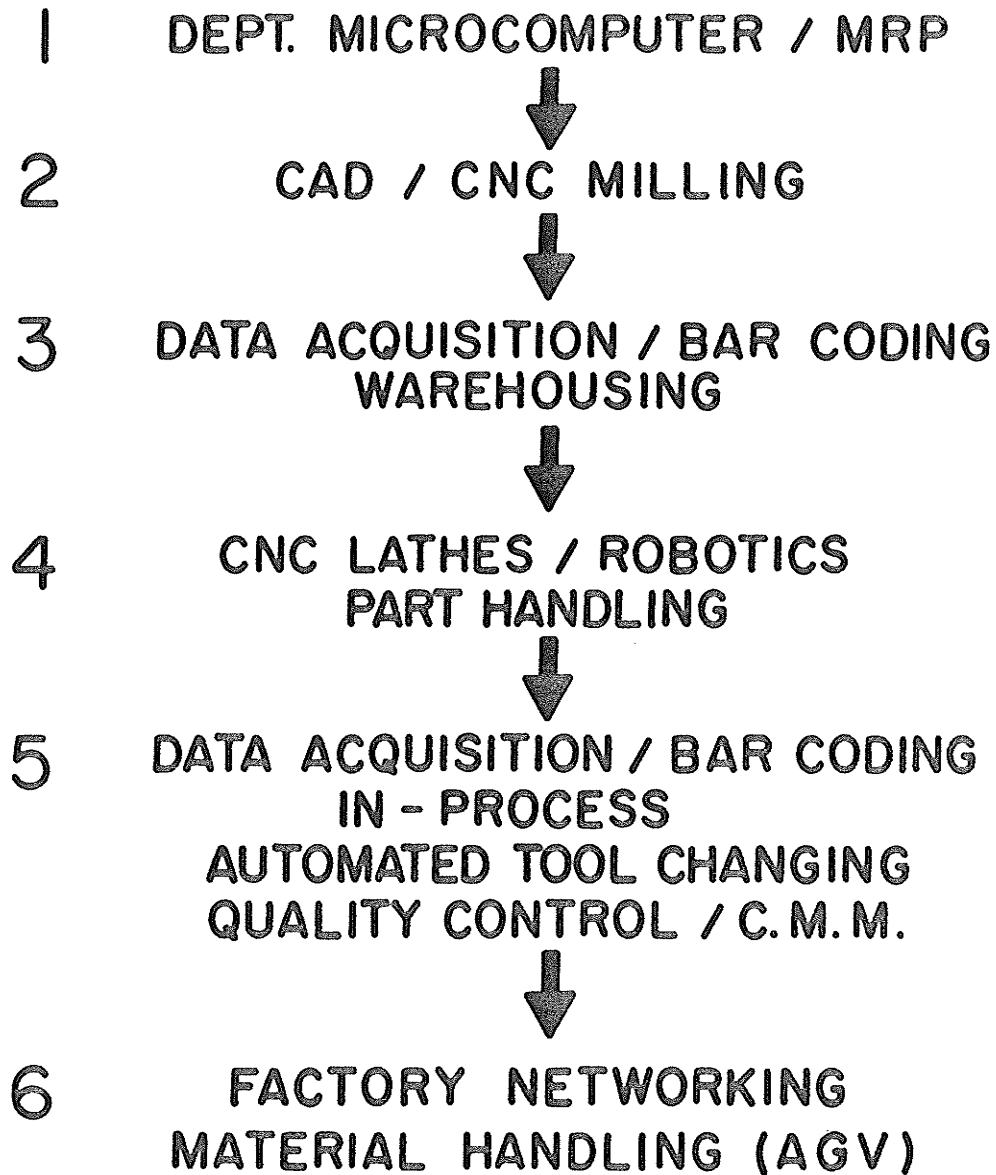 1 DEPT. MICROCOMPUTER / MRP
2 CAD / CNC MILLING
3 DATA ACQUISITION / BAR CODING
WAREHOUSING
4 CNC LATHES / ROBOTICS
PART HANDLING
5 DATA ACQUISITION / BAR CODING
IN - PROCESS
AUTOMATED TOOL CHANGING
QUALITY CONTROL / C.M.M.
6 FACTORY NETWORKING
MATERIAL HANDLING (AGV)